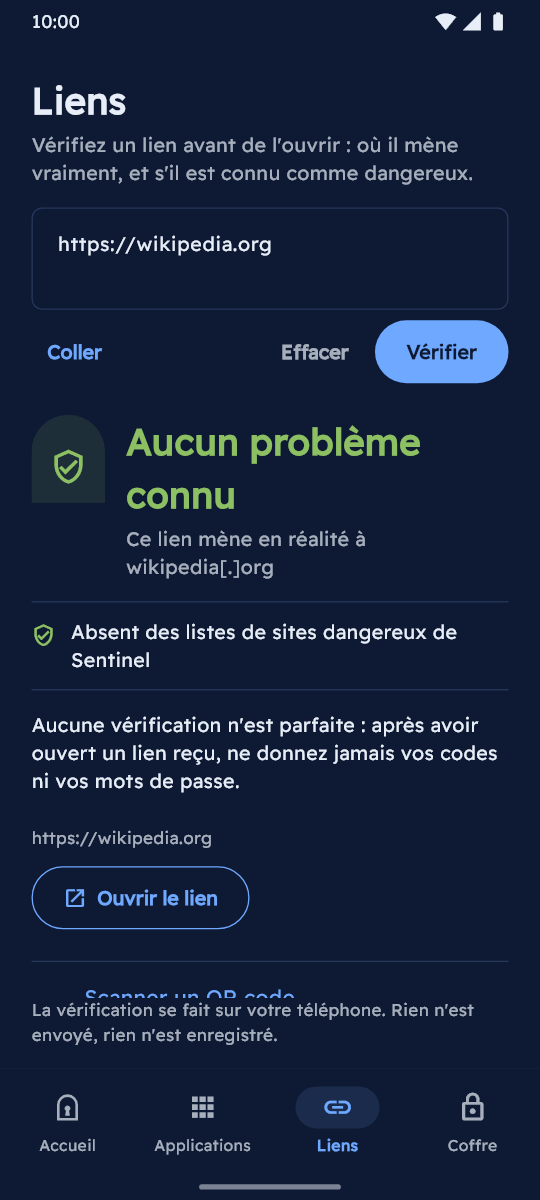 10:00
Liens
Vérifiez un lien avant de l'ouvrir : où il mène
vraiment, et s'il est connu comme dangereux.
https://wikipedia.org
Coller
Effacer
Vérifier
Aucun problème
connu
Ce lien mène en réalité à
wikipedia[.]org
Absent des listes de sites dangereux de
Sentinel
Aucune vérification n'est parfaite : après avoir
ouvert un lien reçu, ne donnez jamais vos codes
ni vos mots de passe.
https://wikipedia.org
Ouvrir le lien
Scanner un QR code
La vérification se fait sur votre téléphone. Rien n'est
envoyé, rien n'est enregistré.
Accueil
Applications
Liens
Coffre